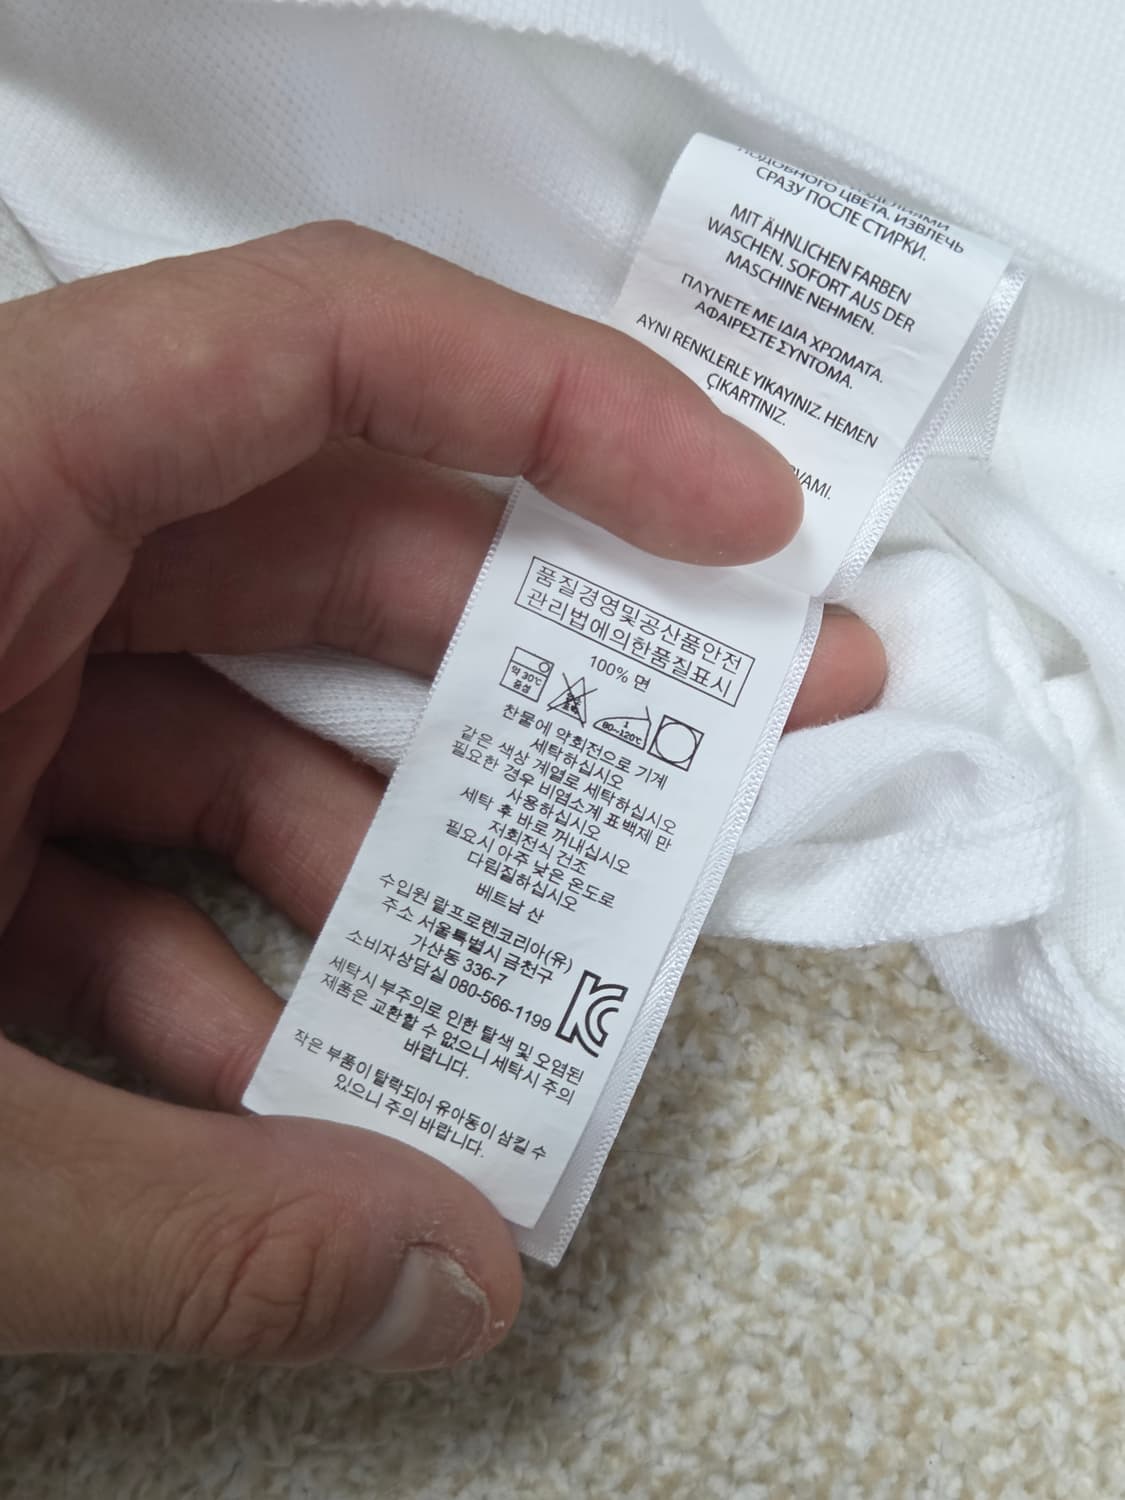 ПОДОБНОГО ЦВЕТА. ИЗВЛЕЧЬ
СРАЗУ ПОСЛЕ СТИРКИ.
MIT ÄHNLICHEN FARBEN
WASCHEN. SOFORT AUS DER
MASCHINE NEHMEN.
ΠΛΥΝΕΤΕ ΜΕ ΙΔΙΑ ΧΡΩΜΑΤΑ.
ΑΦΑΙΡΕΣΤΕ ΣΥΝΤΟΜΑ.
AYNI RENKLERLE YIKAYINIZ. HEMEN
ÇIKARTINIZ.
품질경영및공산품안전
관리법에의한품질표시
100% 면
약 30℃
중성
1
80~120℃
찬물에 약회전으로 기계
세탁하십시오
같은 색상 계열로 세탁하십시오
필요한 경우 비염소계 표백제 만
사용하십시오
세탁 후 바로 꺼내십시오
저회전식 건조
필요시 아주 낮은 온도로
다림질하십시오
베트남 산
수입원 랄프로렌코리아(유)
주소 서울특별시 금천구
가산동 336-7
소비자상담실 080-566-1199
세탁시 부주의로 인한 탈색 및 오염된
제품은 교환할 수 없으니 세탁시 주의
바랍니다.
작은 부품이 탈락되어 유아동이 삼킬 수
있으니 주의 바랍니다.